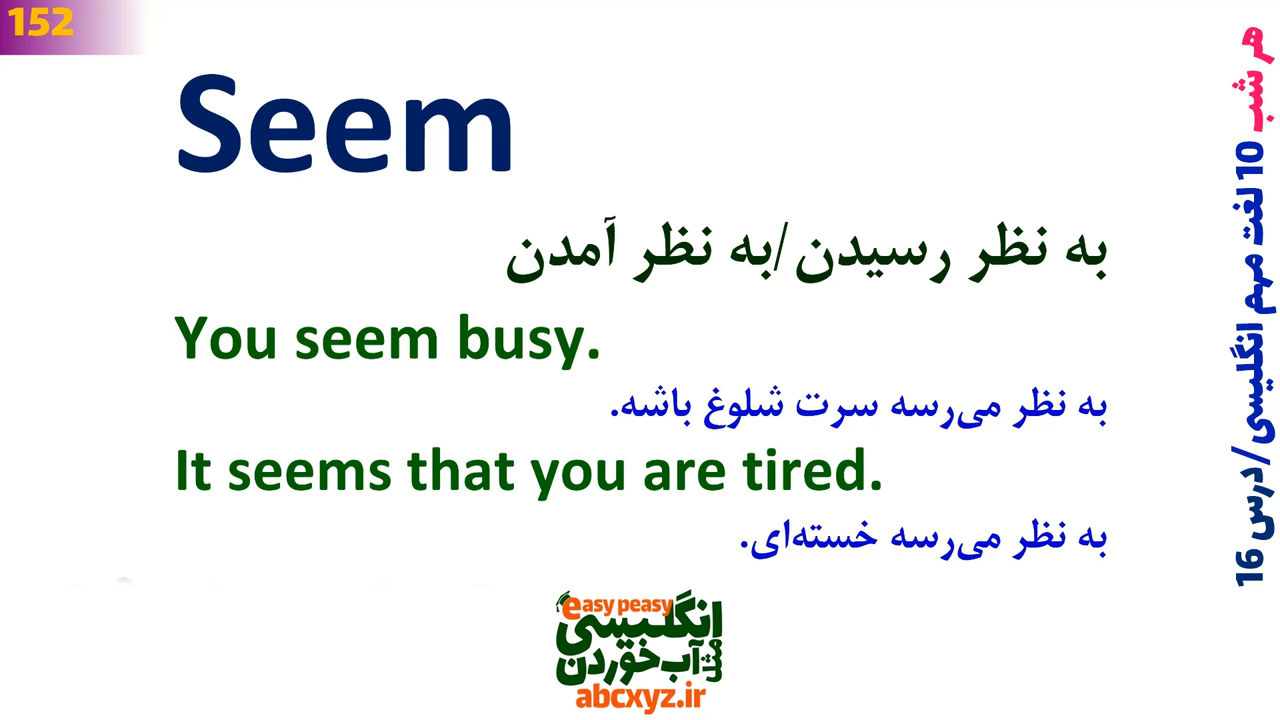 152
Seem
به نظر رسیدن/به نظر آمدن
You seem busy.
به نظر می‌رسه سرت شلوغ باشه.
It seems that you are tired.
به نظر می‌رسه خسته‌ای.
هر شب 10 لغت مهم انگلیسی/درس 16
easy peasy
انگلیسی
مثل آب خوردن
abcxyz.ir